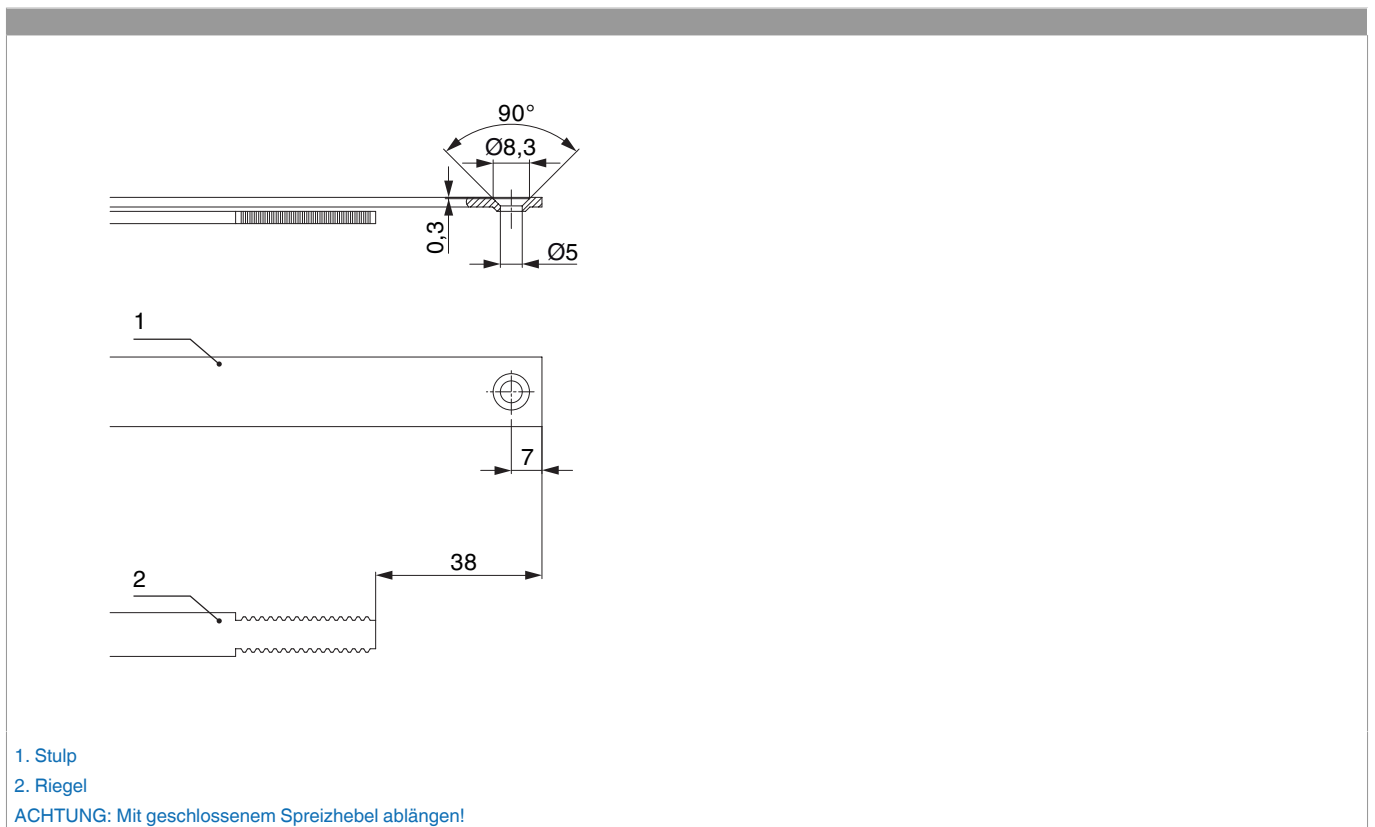 90°
Ø8,3
0,3
Ø5
1
7
38
2
1. Stulp
2. Riegel
ACHTUNG: Mit geschlossenem Spreizhebel ablängen!